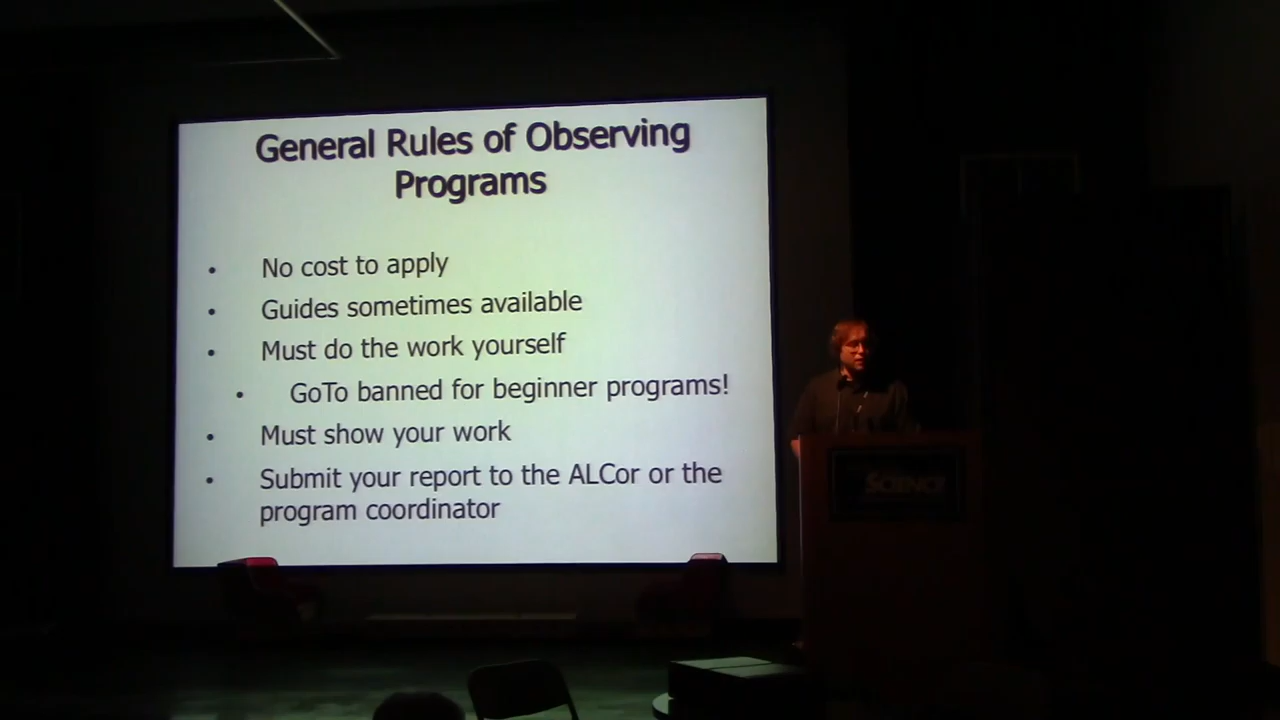 General Rules of Observing
Programs
• No cost to apply
• Guides sometimes available
• Must do the work yourself
• GoTo banned for beginner programs!
• Must show your work
• Submit your report to the ALCor or the
program coordinator
SCIENCE